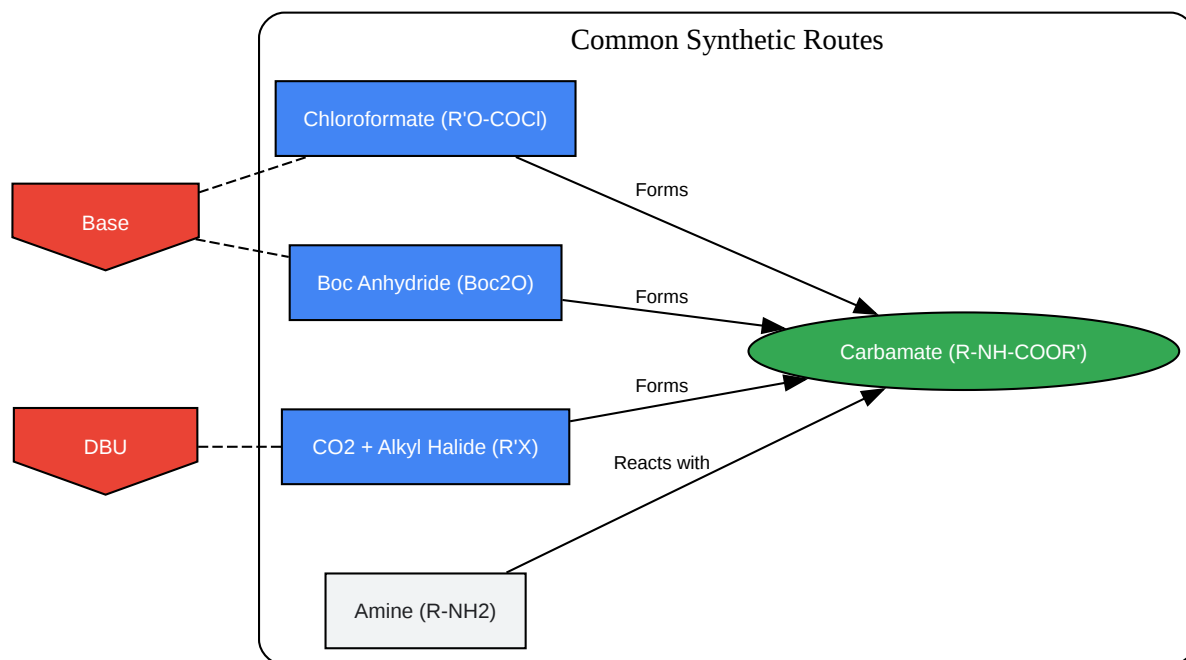 Common Synthetic Routes
Chloroformate (R'O-COCl)
Forms
Base
Boc Anhydride (Boc2O)
Forms
Carbamate (R-NH-COOR')
Forms
DBU
CO2 + Alkyl Halide (R'X)
Reacts with
Amine (R-NH2)